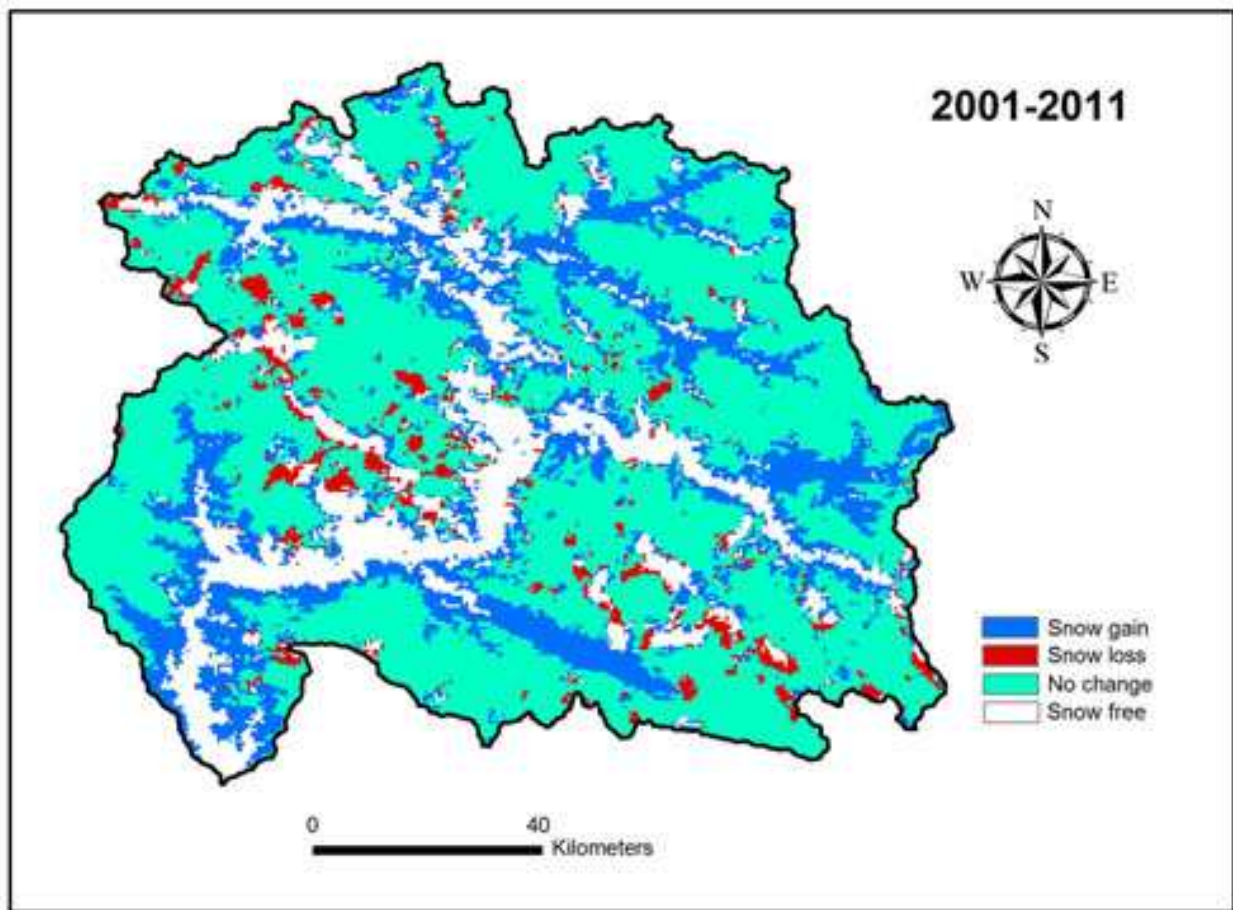 2001-2011
N
W E
S
Snow gain
Snow loss
No change
Snow free
0 40
Kilometers